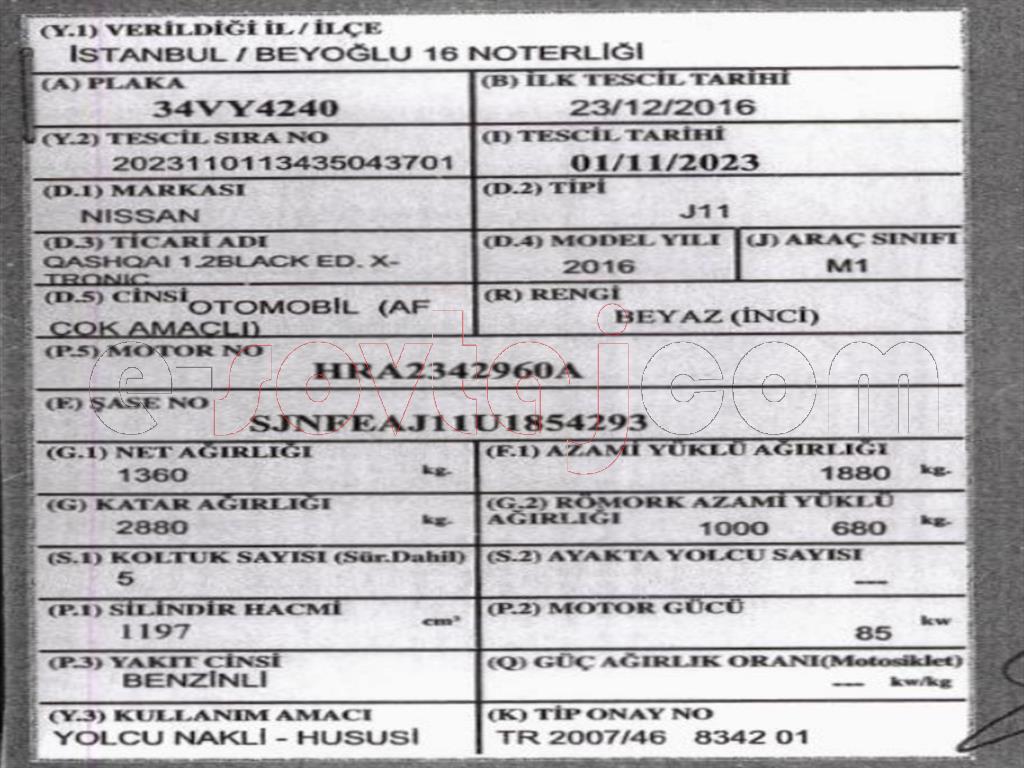 (Y.1) VERİLDİĞİ İL / İLÇE
İSTANBUL / BEYOĞLU 16 NOTERLİĞİ
(A) PLAKA
34VY4240
(B) İLK TESCİL TARİHİ
23/12/2016
(Y.2) TESCİL SIRA NO
2023110113435043701
(I) TESCİL TARİHİ
01/11/2023
(D.1) MARKASI
NISSAN
(D.2) TİPİ
J11
(D.3) TİCARİ ADI
QASHQAI 1.2BLACK ED. X-
TRONIC
(D.4) MODEL YILI
2016
(J) ARAÇ SINIFI
M1
(D.5) CİNSİ OTOMOBİL (AF
ÇOK AMAÇLI)
(R) RENGİ
BEYAZ (İNCİ)
(P.5) MOTOR NO
HRA2342960A
(E) ŞASE NO
SJNFEAJ11U1854293
e-sovtaj.com
(G.1) NET AĞIRLIĞI
1360 kg.
(F.1) AZAMİ YÜKLÜ AĞIRLIĞI
1880 kg.
(G) KATAR AĞIRLIĞI
2880 kg.
(G.2) RÖMORK AZAMİ YÜKLÜ
AĞIRLIĞI 1000 680 kg.
(S.1) KOLTUK SAYISI (Sür.Dahil)
5
(S.2) AYAKTA YOLCU SAYISI
---
(P.1) SİLİNDİR HACMİ
1197 cm³
(P.2) MOTOR GÜCÜ
85 kw
(P.3) YAKIT CİNSİ
BENZİNLİ
(Q) GÜÇ AĞIRLIK ORANI(Motosiklet)
--- kw/kg
(Y.3) KULLANIM AMACI
YOLCU NAKLİ - HUSUSİ
(K) TİP ONAY NO
TR 2007/46 8342 01